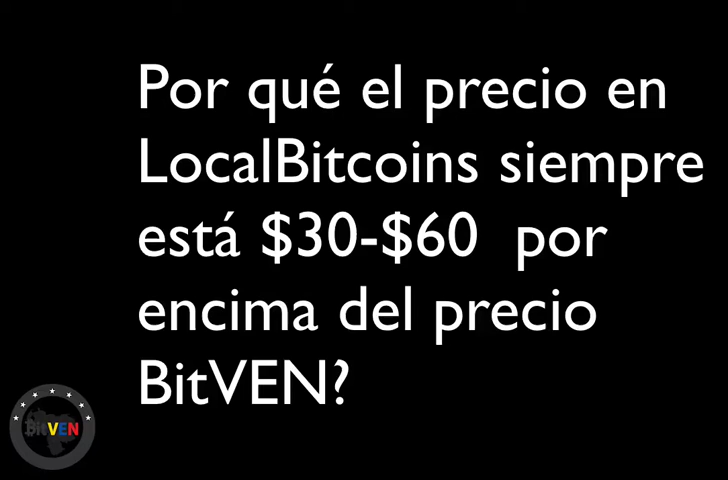 Por qué el precio en
LocalBitcoins siempre
está $30-$60 por
encima del precio
BitVEN?
BitVEN